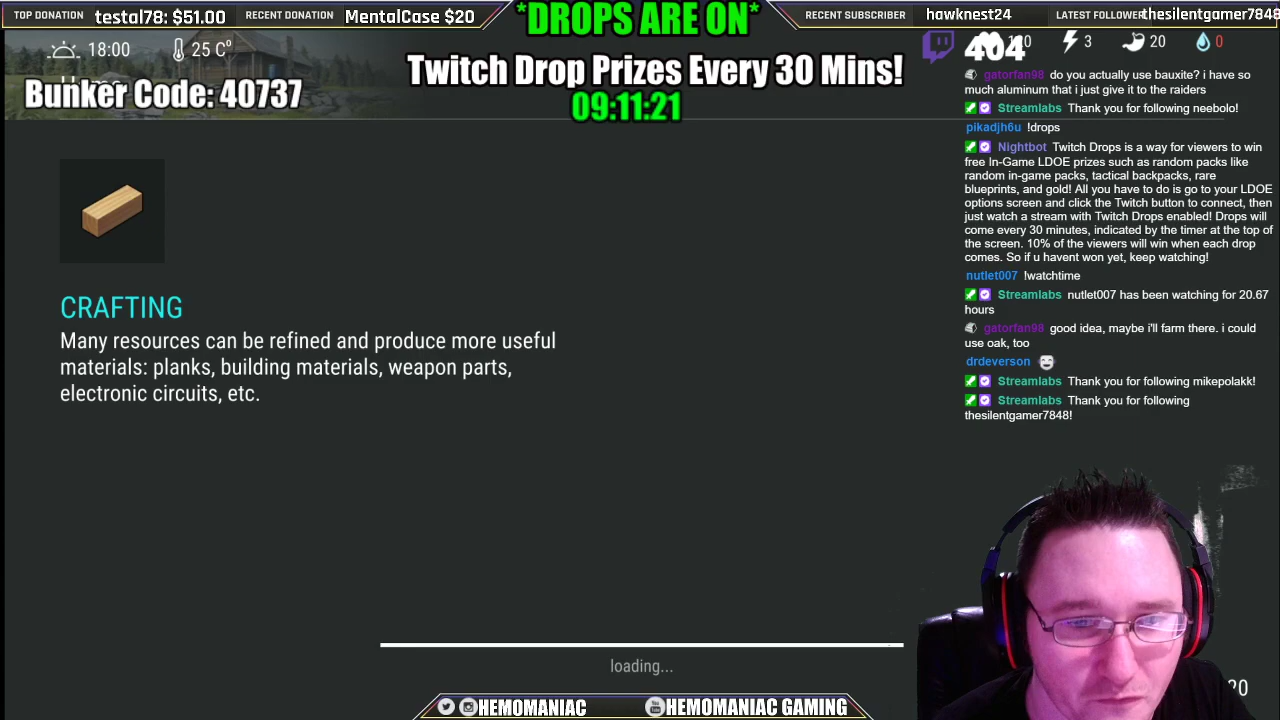 TOP DONATION testal78: $51.00 RECENT DONATION MentalCase $20
*DROPS ARE ON*
RECENT SUBSCRIBER hawknest24 LATEST FOLLOWER thesilentgamer7848
18:00 25 C°
Bunker Code: 40737
Twitch Drop Prizes Every 30 Mins!
09:11:21
404 3 20 0
gatorfan98 do you actually use bauxite? i have so
much aluminum that i just give it to the raiders
Streamlabs Thank you for following neebolo!
pikadjh6u !drops
Nightbot Twitch Drops is a way for viewers to win
free In-Game LDOE prizes such as random packs like
random in-game packs, tactical backpacks, rare
blueprints, and gold! All you have to do is go to your LDOE
options screen and click the Twitch button to connect, then
just watch a stream with Twitch Drops enabled! Drops will
come every 30 minutes, indicated by the timer at the top of
the screen. 10% of the viewers will win when each drop
comes. So if u havent won yet, keep watching!
nutlet007 !watchtime
Streamlabs nutlet007 has been watching for 20.67
hours
gatorfan98 good idea, maybe i'll farm there. i could
use oak, too
drdeverson
Streamlabs Thank you for following mikepolakk!
Streamlabs Thank you for following
thesilentgamer7848!
CRAFTING
Many resources can be refined and produce more useful
materials: planks, building materials, weapon parts,
electronic circuits, etc.
loading...
HEMOMANIAC HEMOMANIAC GAMING